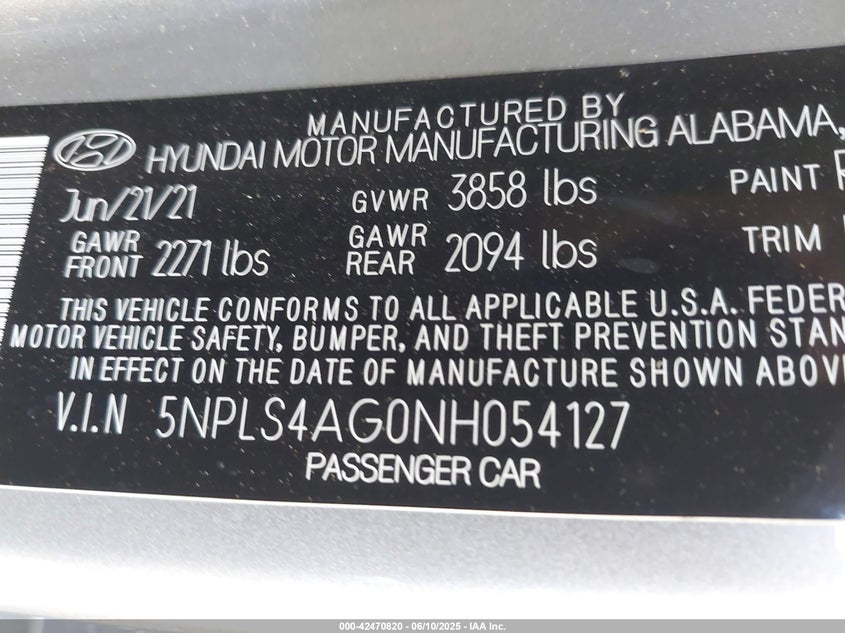 MANUFACTURED BY
HYUNDAI MOTOR MANUFACTURING ALABAMA,
Jun/21/21 GVWR 3858 lbs PAINT
GAWR FRONT 2271 lbs GAWR REAR 2094 lbs TRIM
THIS VEHICLE CONFORMS TO ALL APPLICABLE U.S.A. FEDER
MOTOR VEHICLE SAFETY, BUMPER, AND THEFT PREVENTION STAN
IN EFFECT ON THE DATE OF MANUFACTURE SHOWN ABOV
V.I.N 5NPLS4AG0NH054127
PASSENGER CAR
000-42470820 - 06/10/2025 - IAA Inc.